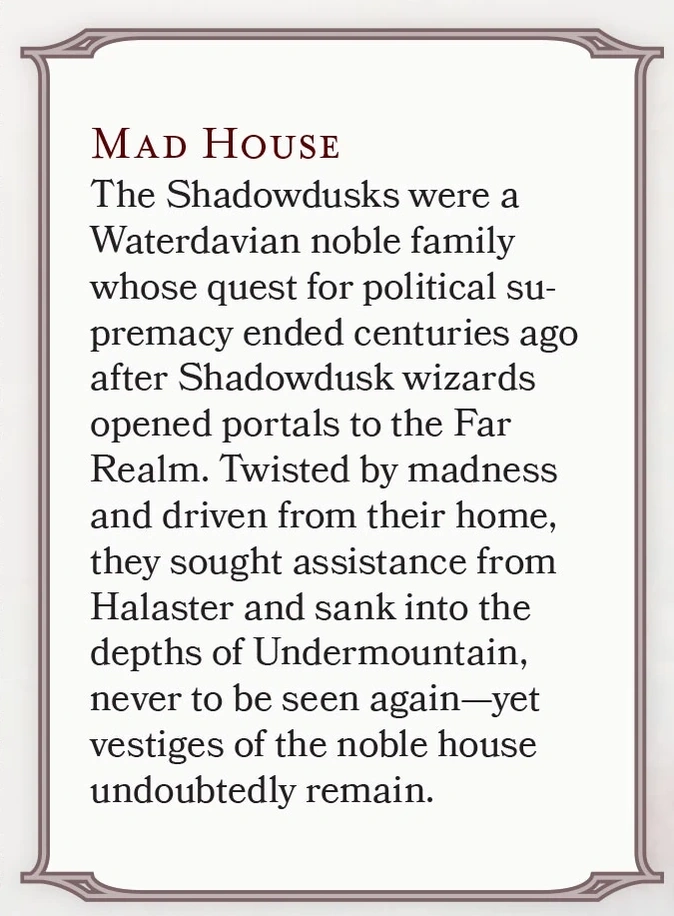 Mad House
The Shadowdusks were a
Waterdavian noble family
whose quest for political su-
premacy ended centuries ago
after Shadowdusk wizards
opened portals to the Far
Realm. Twisted by madness
and driven from their home,
they sought assistance from
Halaster and sank into the
depths of Undermountain,
never to be seen again—yet
vestiges of the noble house
undoubtedly remain.